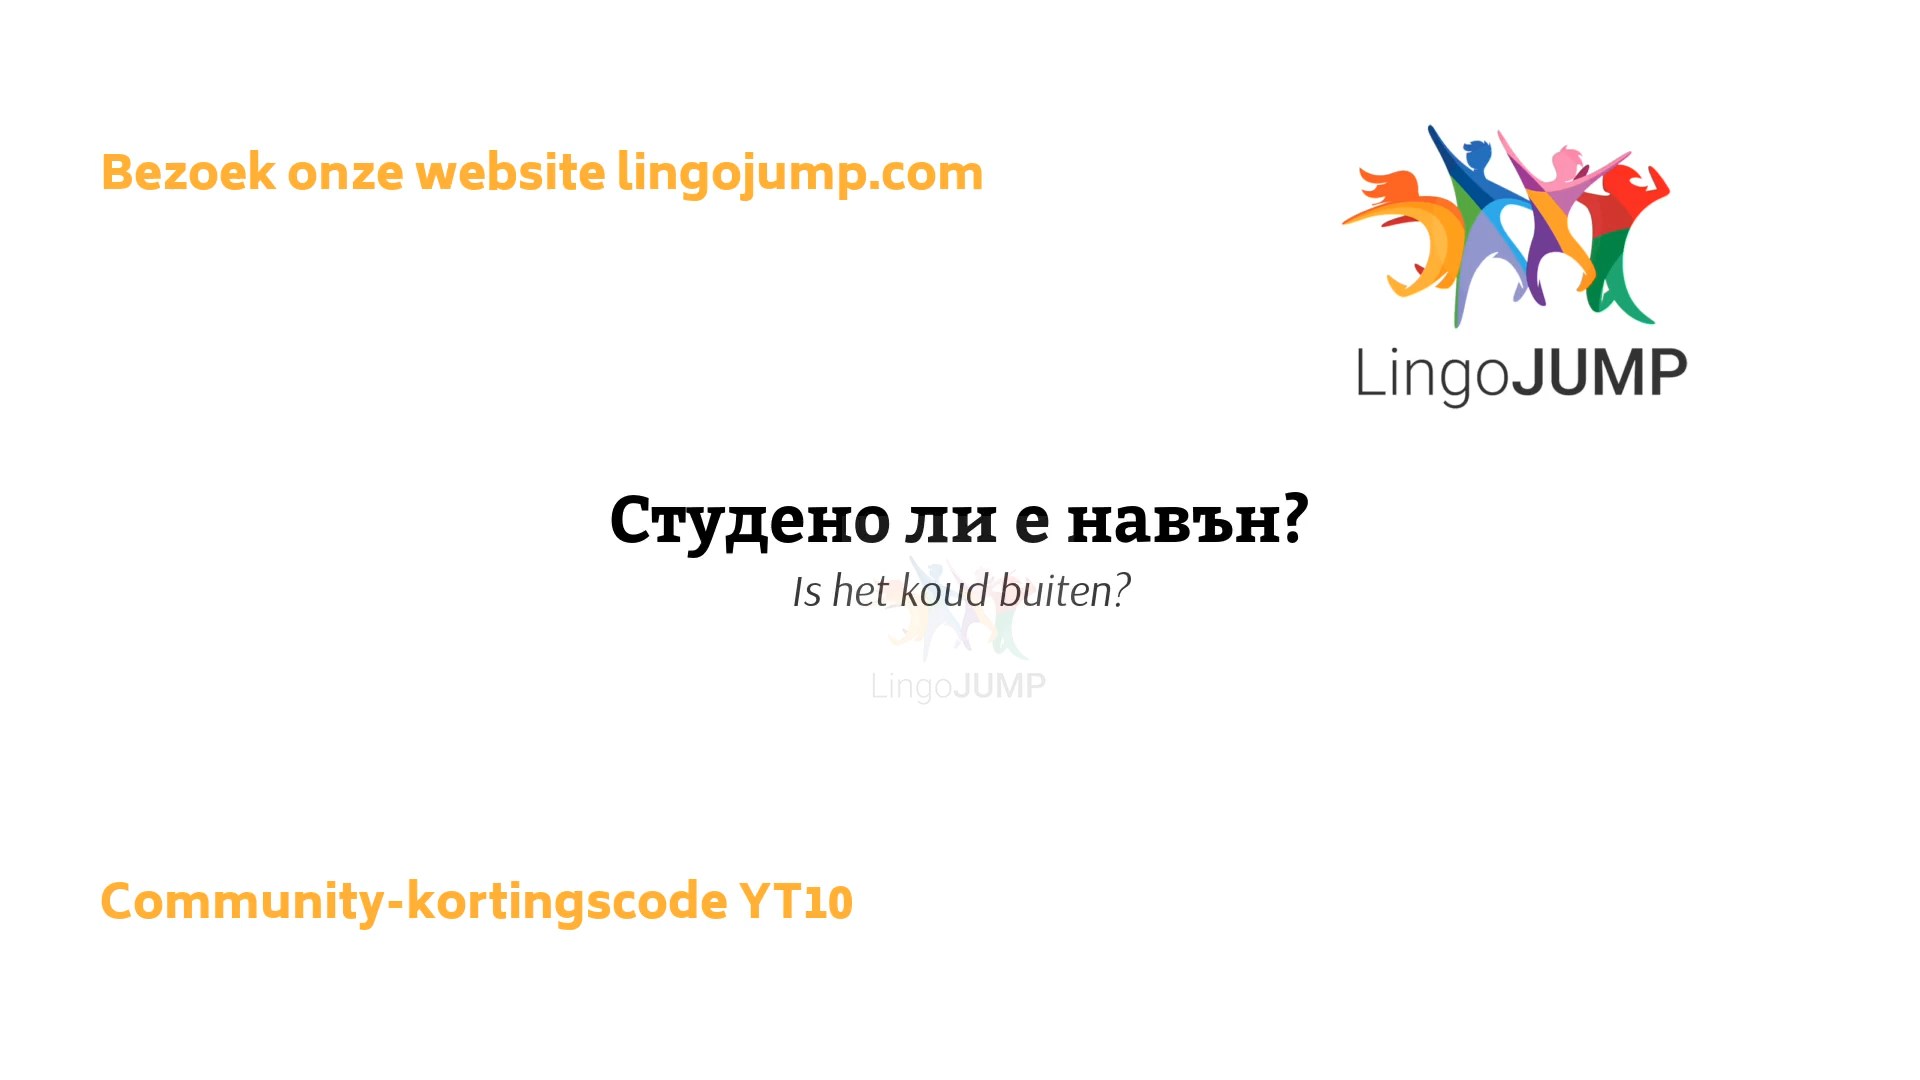 Bezoek onze website lingojump.com
LingoJUMP
Студено ли е навън?
Is het koud buiten?
LingoJUMP
Community-kortingscode YT10